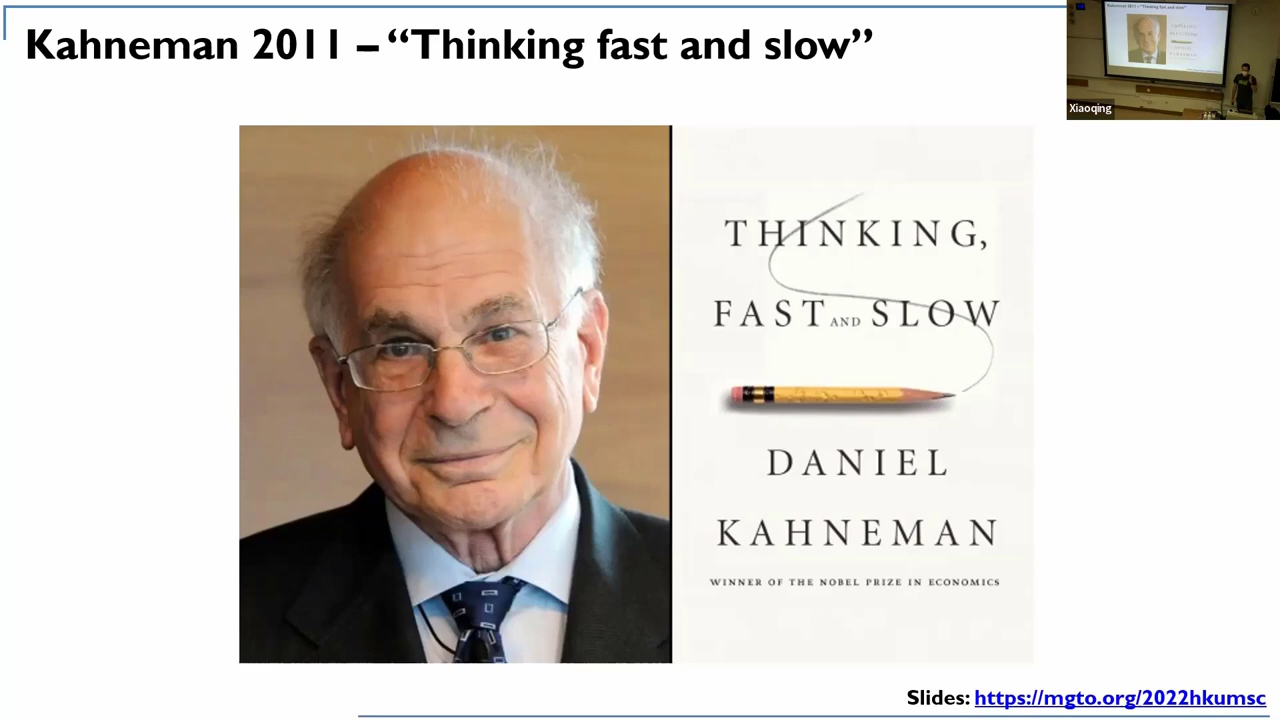 Kahneman 2011 – “Thinking fast and slow”
Xiaoqing
THINKING,
FAST AND SLOW
DANIEL
KAHNEMAN
WINNER OF THE NOBEL PRIZE IN ECONOMICS
Slides: https://mgto.org/2022hkumsc